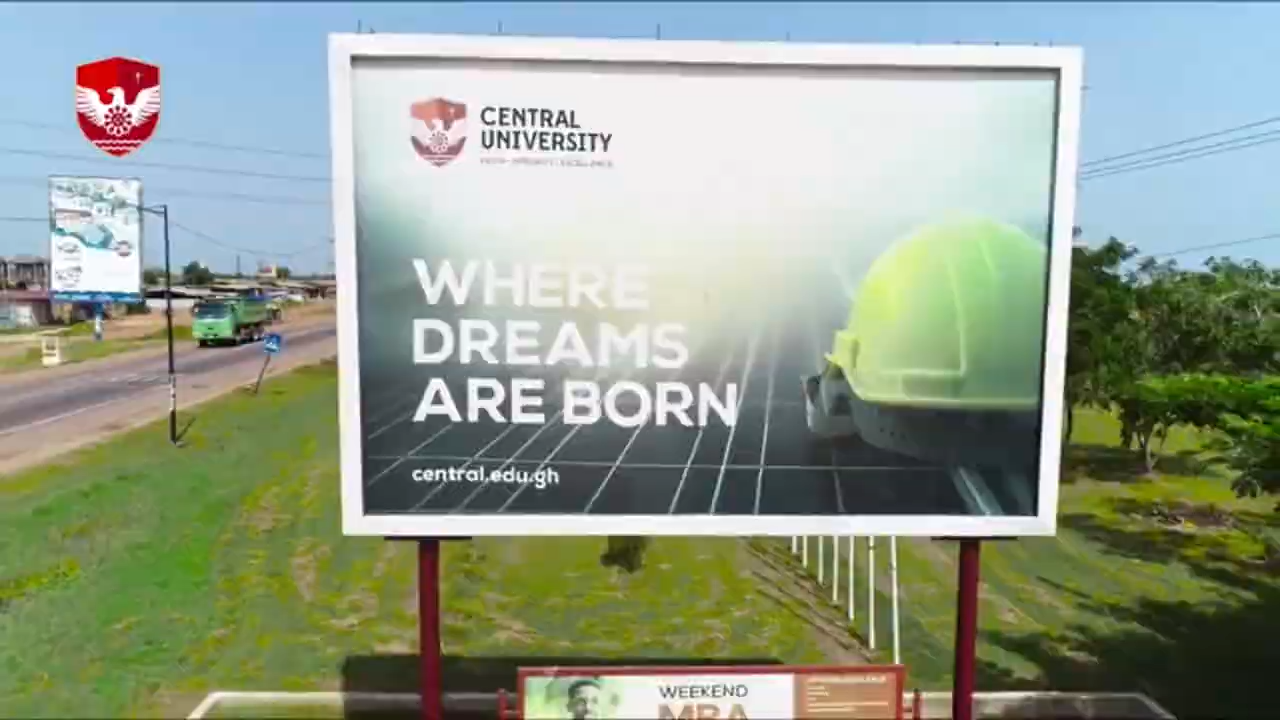 CENTRAL
UNIVERSITY
WHERE
DREAMS
ARE BORN
central.edu.gh
WEEKEND
MBA